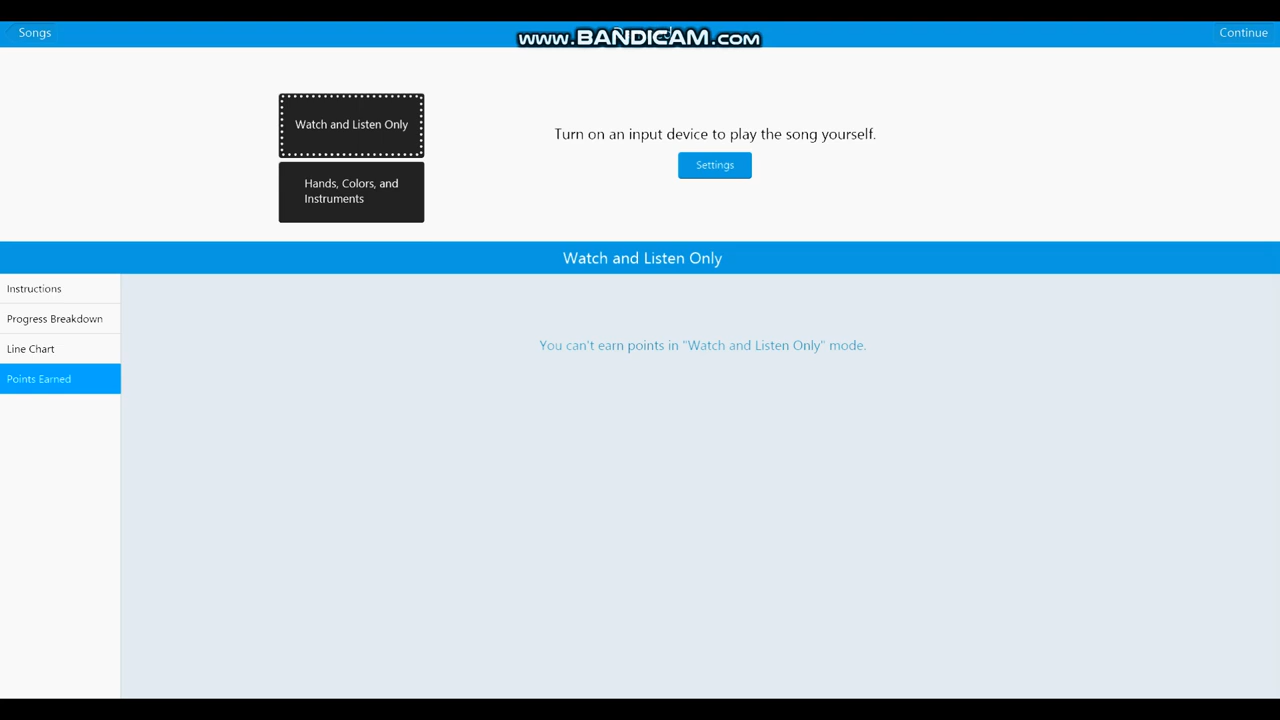 Songs
www.BANDICAM.com
Continue
Watch and Listen Only
Turn on an input device to play the song yourself.
Settings
Hands, Colors, and
Instruments
Watch and Listen Only
Instructions
Progress Breakdown
Line Chart
Points Earned
You can't earn points in "Watch and Listen Only" mode.